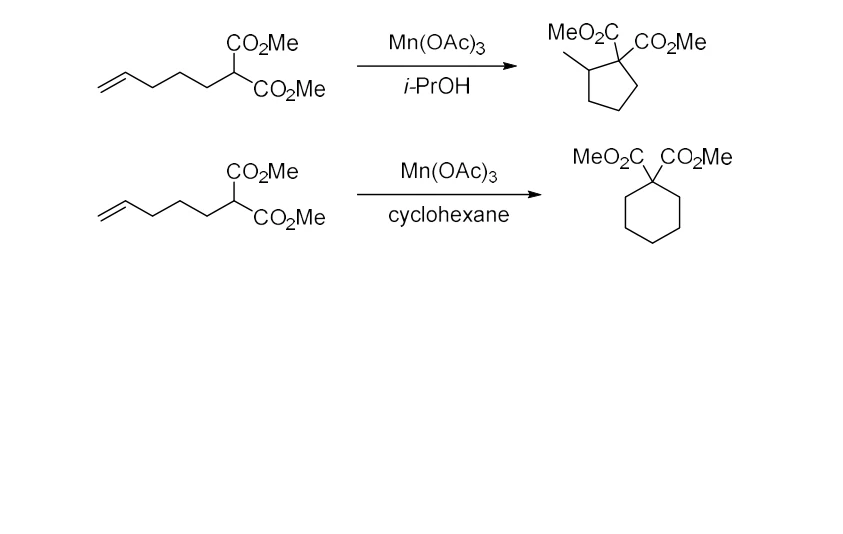 CO₂Me
CO₂Me
Mn(OAc)₃
i-PrOH
MeO₂C
CO₂Me
CO₂Me
CO₂Me
Mn(OAc)₃
cyclohexane
MeO₂C CO₂Me